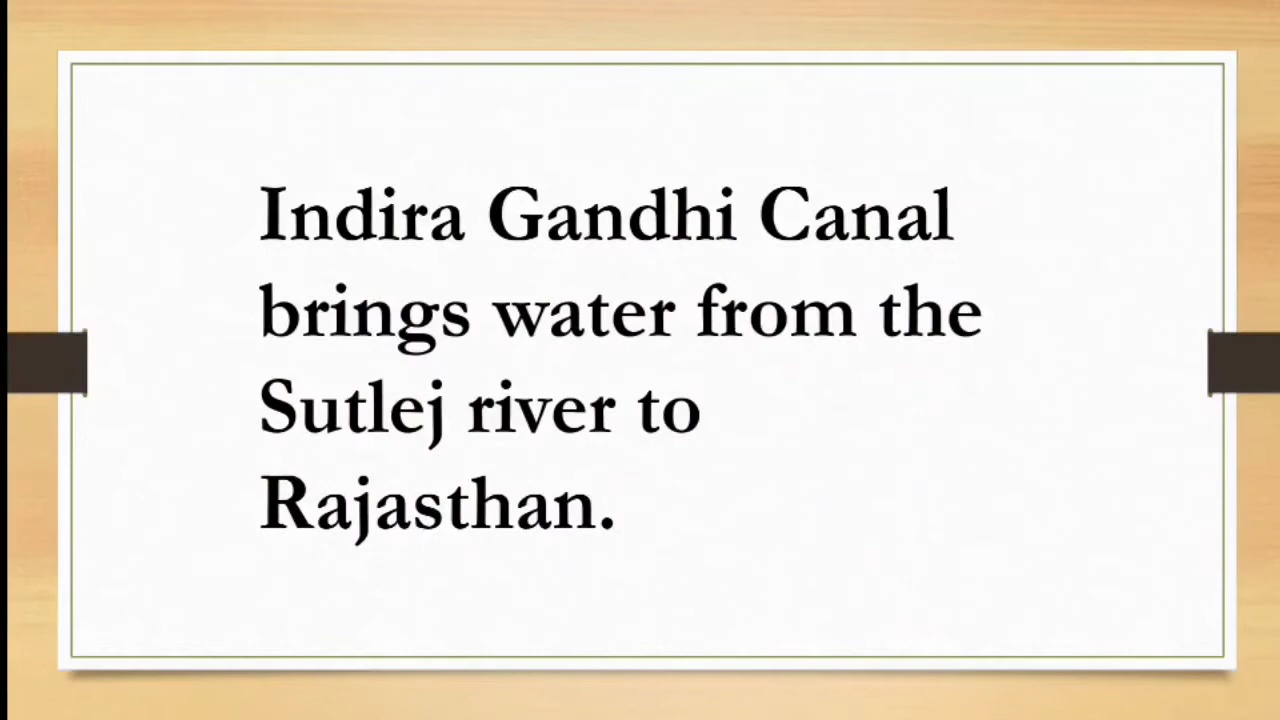 Indira Gandhi Canal
brings water from the
Sutlej river to
Rajasthan.